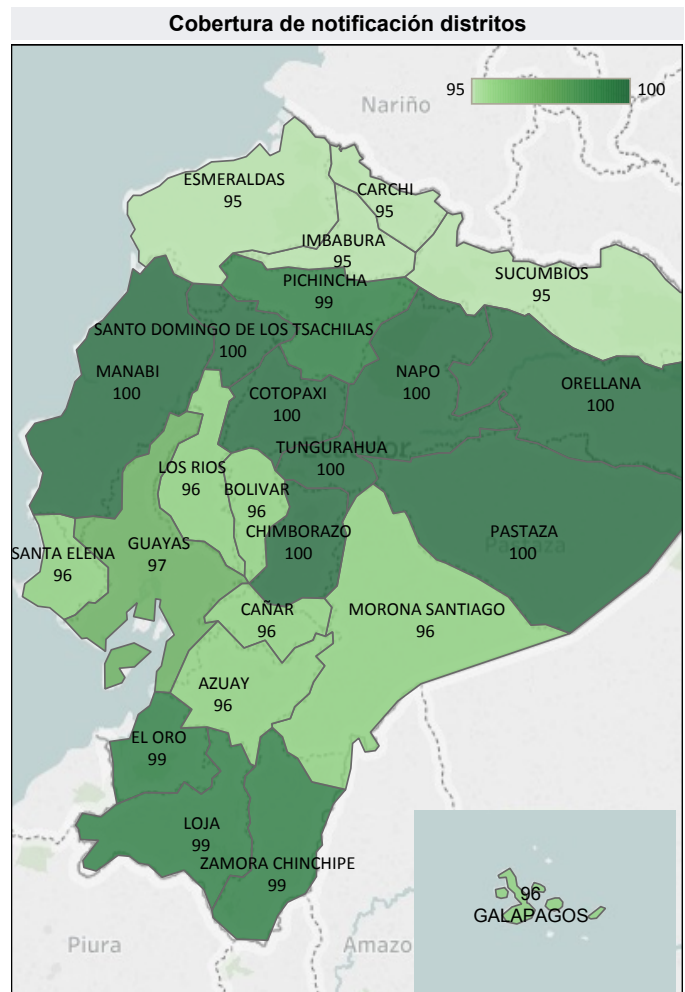 Cobertura de notificación distritos
95
100
Nariño
ESMERALDAS
95
CARCHI
95
IMBABURA
95
SUCUMBIOS
95
PICHINCHA
99
SANTO DOMINGO DE LOS TSACHILAS
100
MANABI
100
COTOPAXI
100
NAPO
100
ORELLANA
100
TUNGURAHUA
100
LOS RIOS
96
BOLIVAR
96
CHIMBORAZO
100
PASTAZA
100
Pastaza
SANTA ELENA
96
GUAYAS
97
CAÑAR
96
MORONA SANTIAGO
96
AZUAY
96
EL ORO
99
LOJA
99
ZAMORA CHINCHIPE
99
96
GALAPAGOS
Piura
Amazo